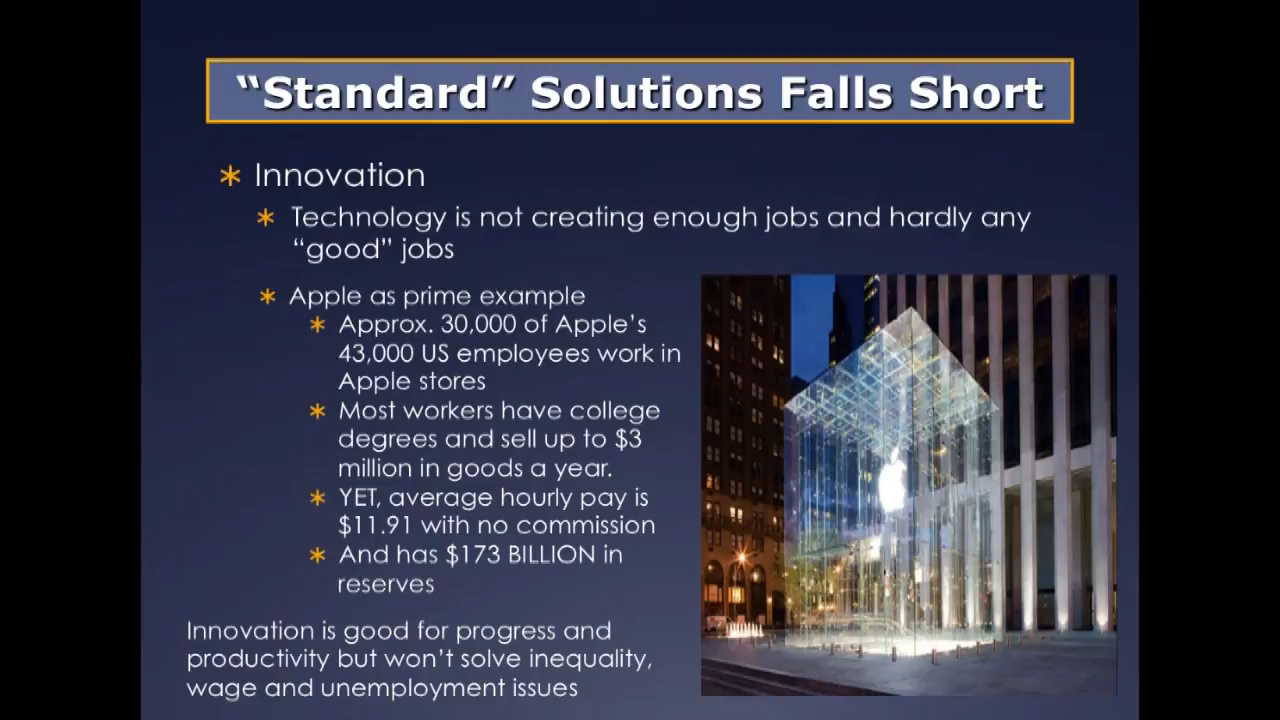 “Standard” Solutions Falls Short
Innovation
Technology is not creating enough jobs and hardly any
“good” jobs
Apple as prime example
Approx. 30,000 of Apple’s
43,000 US employees work in
Apple stores
Most workers have college
degrees and sell up to $3
million in goods a year.
YET, average hourly pay is
$11.91 with no commission
And has $173 BILLION in
reserves
Innovation is good for progress and
productivity but won’t solve inequality,
wage and unemployment issues